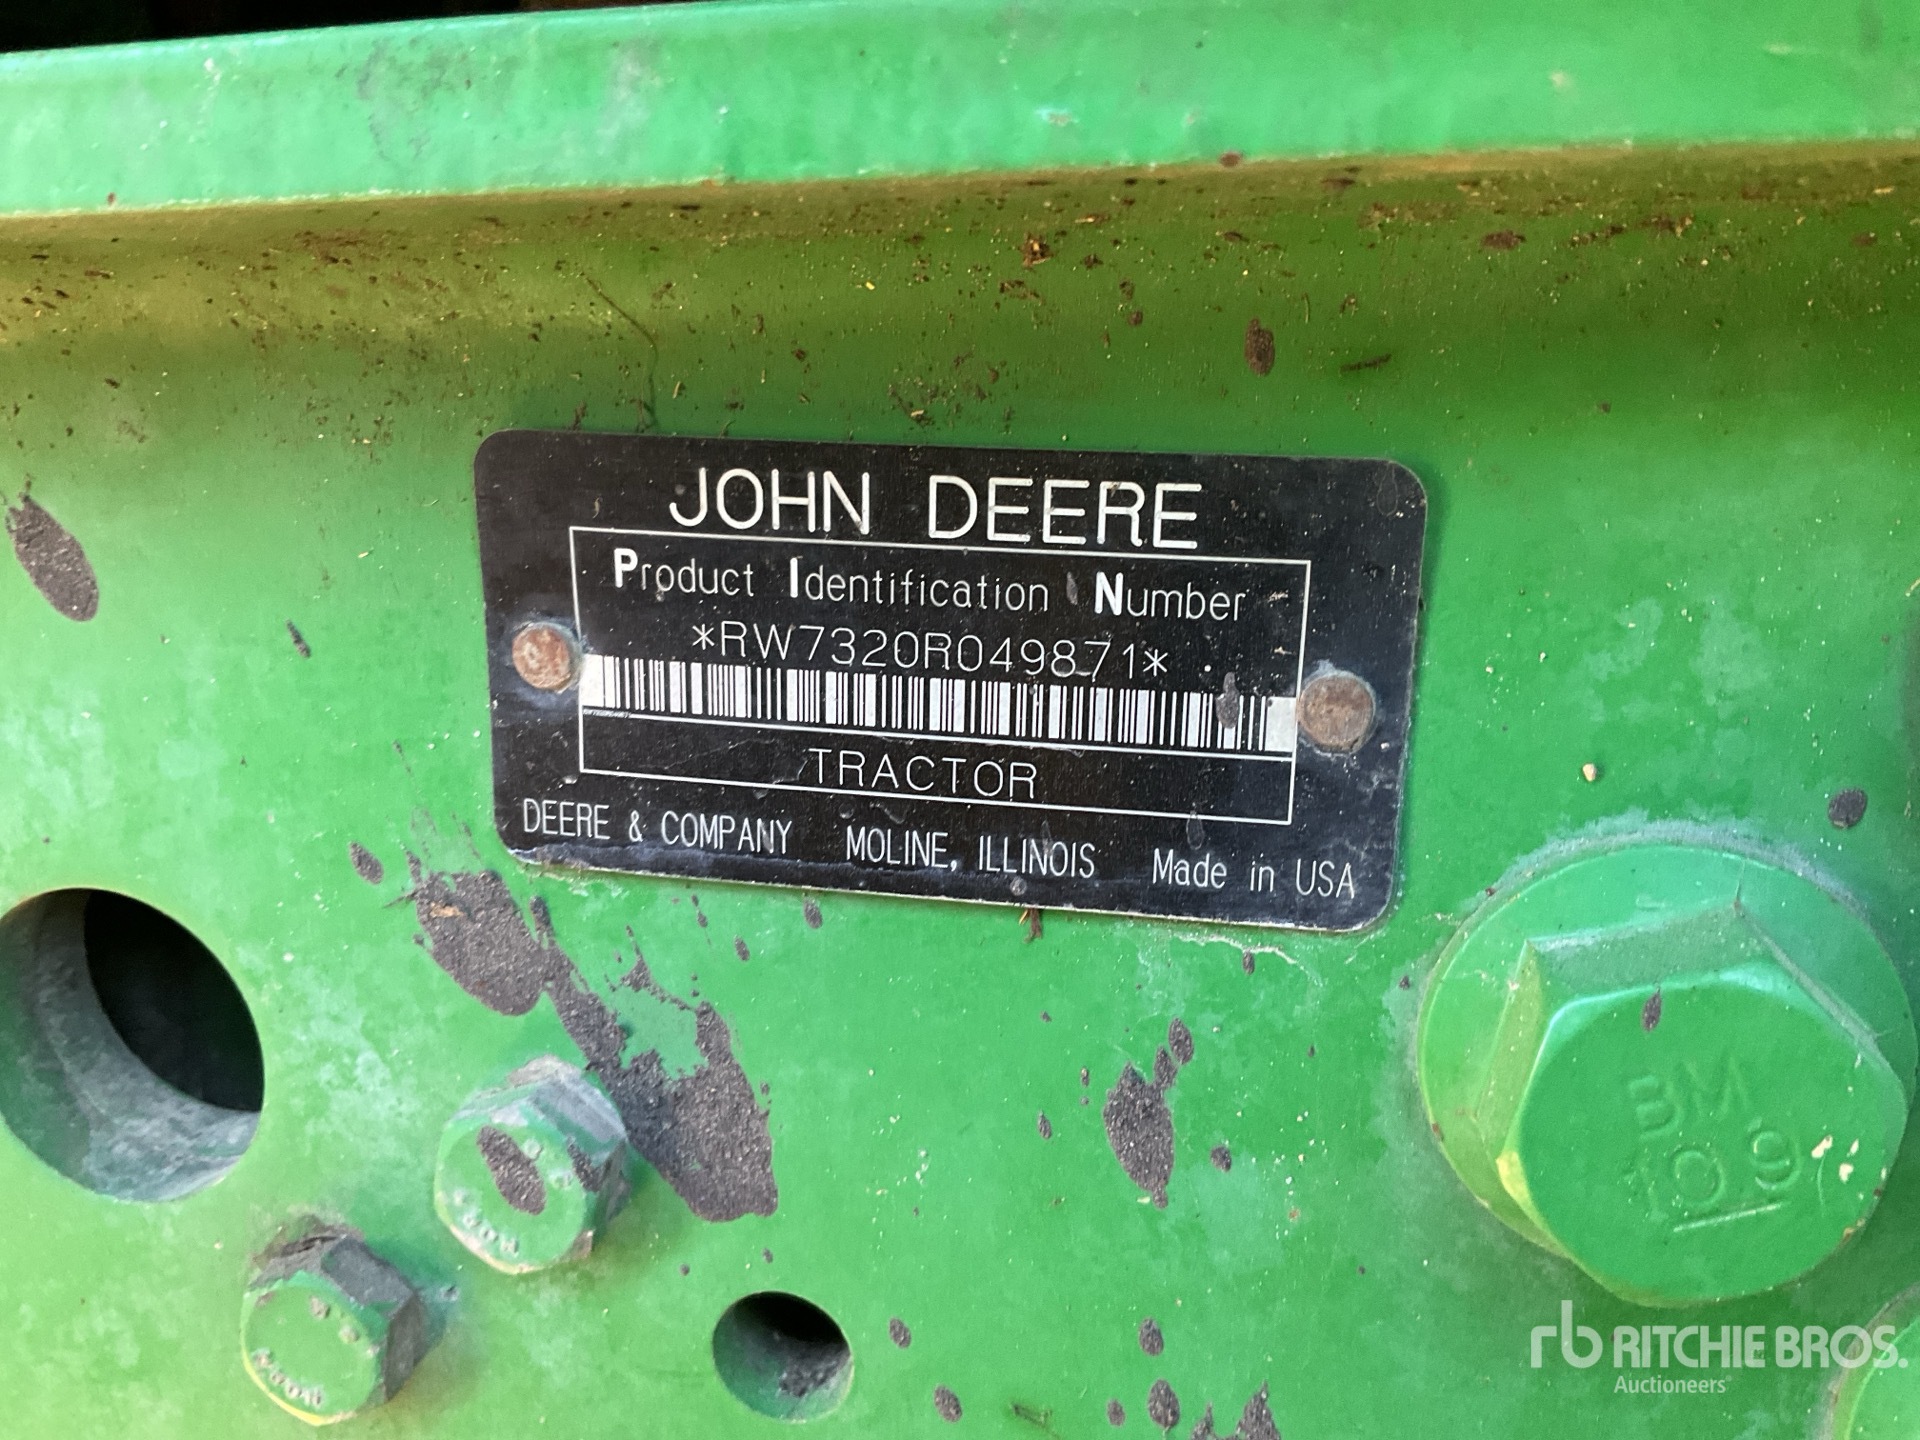 JOHN DEERE
Product Identification Number
*RW7320R049871*
TRACTOR
DEERE & COMPANY MOLINE, ILLINOIS Made in USA
BM
10.9
rb RITCHIE BROS.
Auctioneers